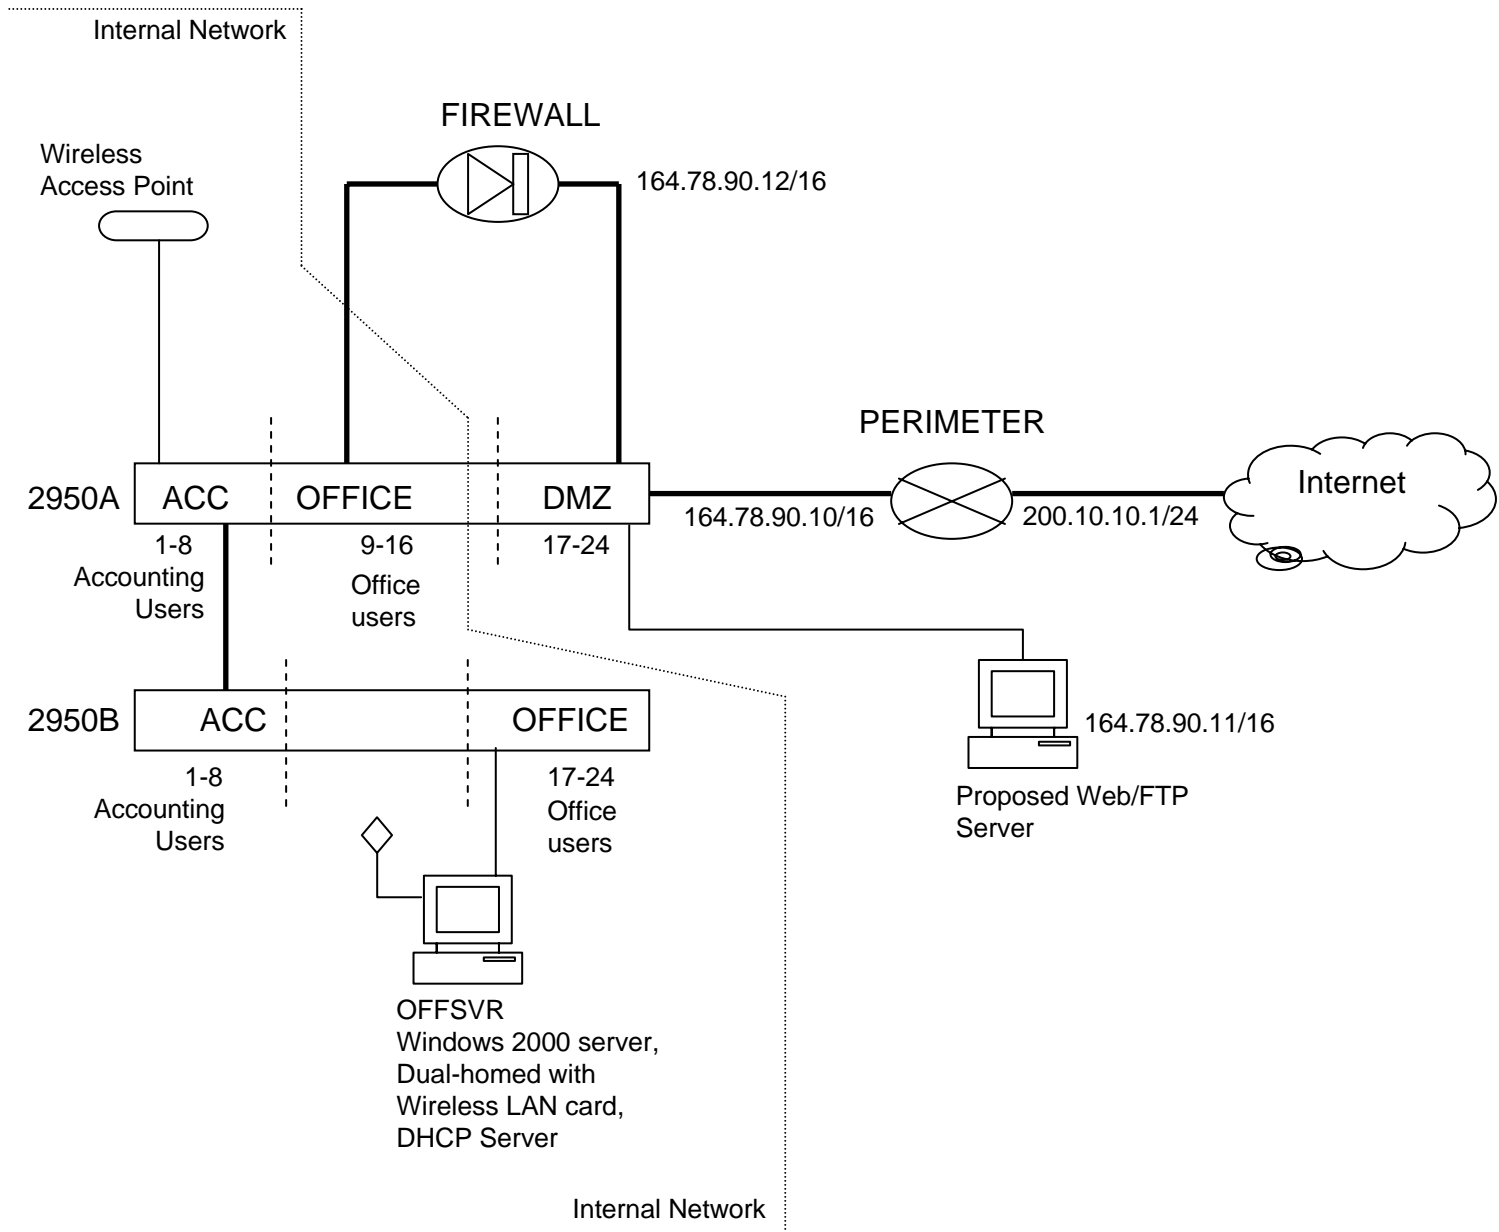 Internal Network
FIREWALL
Wireless
Access Point
164.78.90.12/16
PERIMETER
Internet
2950A
ACC
OFFICE
DMZ
164.78.90.10/16
200.10.10.1/24
1-8
Accounting
Users
9-16
Office
users
17-24
2950B
ACC
OFFICE
164.78.90.11/16
1-8
Accounting
Users
17-24
Office
users
Proposed Web/FTP
Server
OFFSVR
Windows 2000 server,
Dual-homed with
Wireless LAN card,
DHCP Server
Internal Network